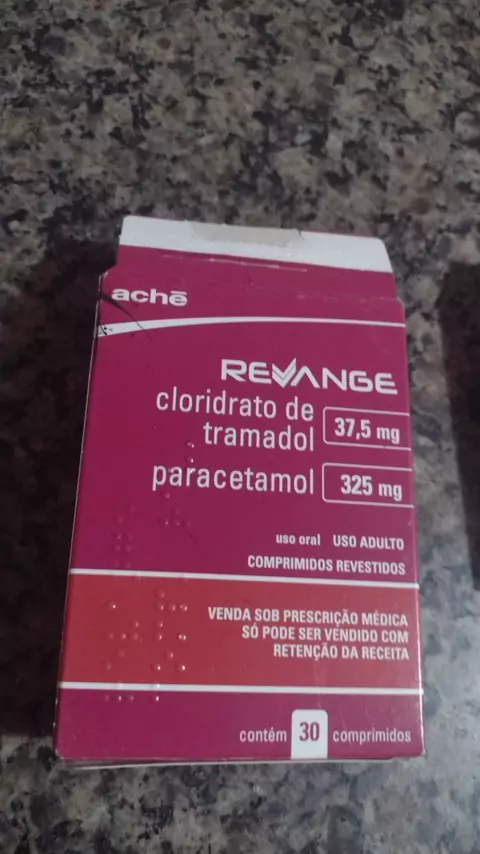 achē
REVANGE
cloridrato de
tramadol
37,5 mg
paracetamol
325 mg
uso oral USO ADULTO
COMPRIMIDOS REVESTIDOS
VENDA SOB PRESCRIÇÃO MÉDICA
SÓ PODE SER VENDIDO COM
RETENÇÃO DA RECEITA
contém 30 comprimidos